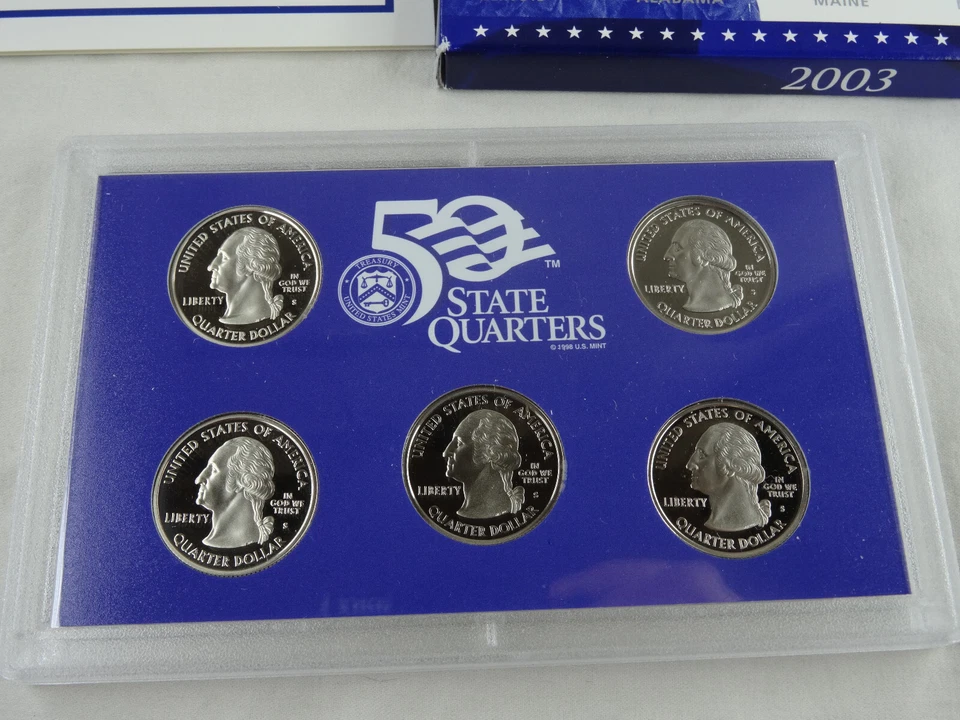 ALABAMA
MAINE
2003
50
TM
TREASURY
UNITED STATES MINT
STATE
QUARTERS
© 1998 U.S. MINT
UNITED STATES OF AMERICA
IN
GOD WE
TRUST
LIBERTY
S
QUARTER DOLLAR
UNITED STATES OF AMERICA
IN
GOD WE
TRUST
LIBERTY
S
QUARTER DOLLAR
UNITED STATES OF AMERICA
IN
GOD WE
TRUST
LIBERTY
S
QUARTER DOLLAR
UNITED STATES OF AMERICA
IN
GOD WE
TRUST
LIBERTY
S
QUARTER DOLLAR
UNITED STATES OF AMERICA
IN
GOD WE
TRUST
LIBERTY
S
QUARTER DOLLAR